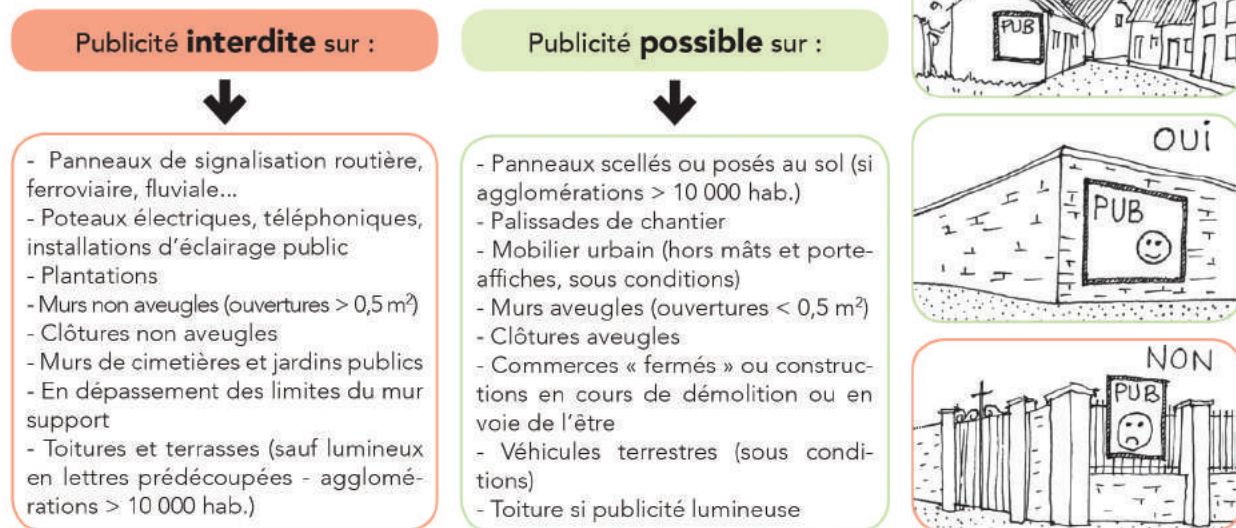 Publicité interdite sur :
- Panneaux de signalisation routière,
ferroviaire, fluviale...
- Poteaux électriques, téléphoniques,
installations d'éclairage public
- Plantations
- Murs non aveugles (ouvertures > 0,5 m²)
- Clôtures non aveugles
- Murs de cimetières et jardins publics
- En dépassement des limites du mur
support
- Toitures et terrasses (sauf lumineux
en lettres prédécoupées - agglomé-
rations > 10 000 hab.)
Publicité possible sur :
- Panneaux scellés ou posés au sol (si
agglomérations > 10 000 hab.)
- Palissades de chantier
- Mobilier urbain (hors mâts et porte-
affiches, sous conditions)
- Murs aveugles (ouvertures < 0,5 m²)
- Clôtures aveugles
- Commerces « fermés » ou construc-
tions en cours de démolition ou en
voie de l'être
- Véhicules terrestres (sous condi-
tions)
- Toiture si publicité lumineuse
PUB
OUi
PUB
NON
PUB